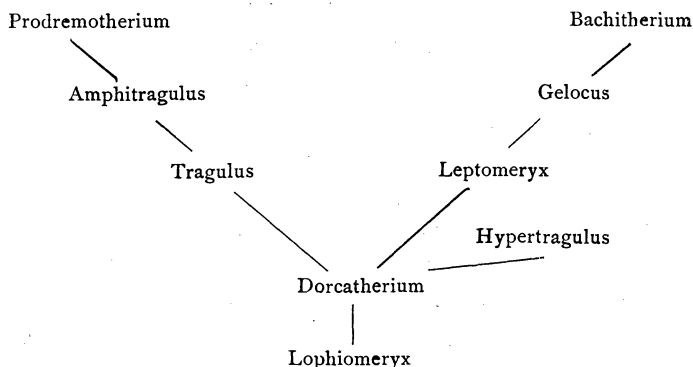 Prodremotherium
Bachitherium
Amphitragulus
Gelocus
Tragulus
Leptomeryx
Hypertragulus
Dorcatherium
Lophiomeryx